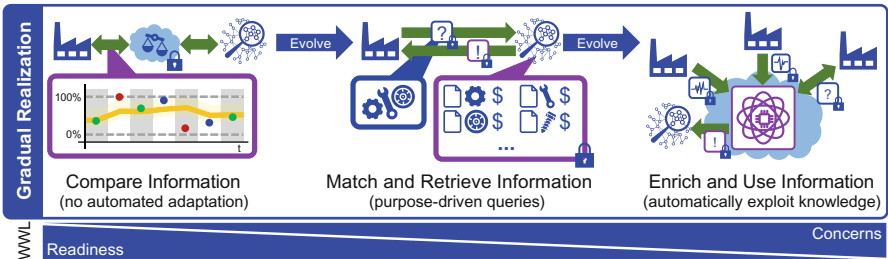 Gradual Realization
Evolve
Evolve
?
!
100%
0%
t
$ $
$ $
...
?
!
Compare Information
(no automated adaptation)
Match and Retrieve Information
(purpose-driven queries)
Enrich and Use Information
(automatically exploit knowledge)
WWL
Readiness
Concerns